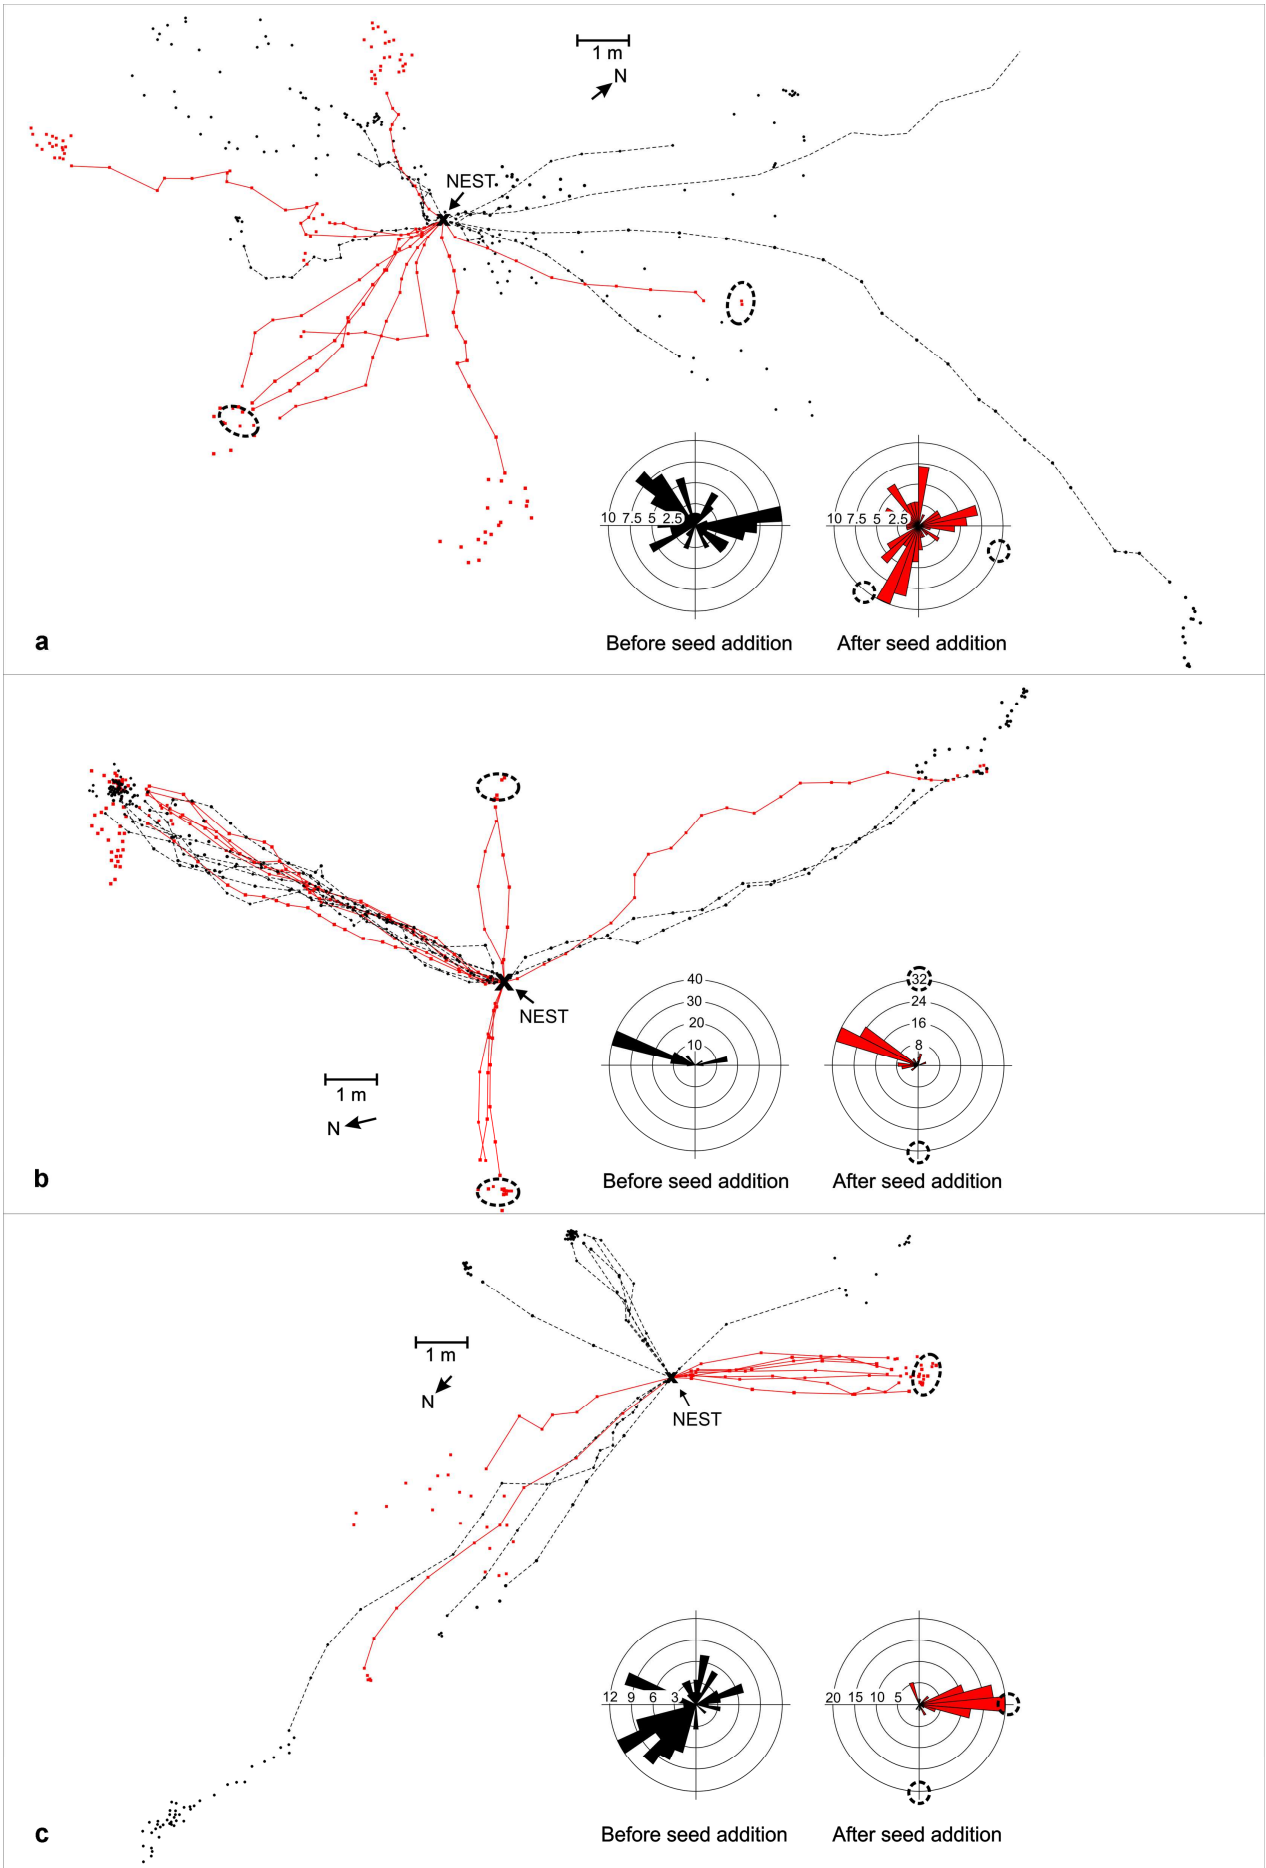 1 m
N
NEST
10 7.5 5 2.5
10 7.5 5 2.5
Before seed addition
After seed addition
a
NEST
1 m
N
40
30
20
10
32
24
16
8
Before seed addition
After seed addition
b
1 m
N
NEST
12 9 6 3
20 15 10 5
Before seed addition
After seed addition
c